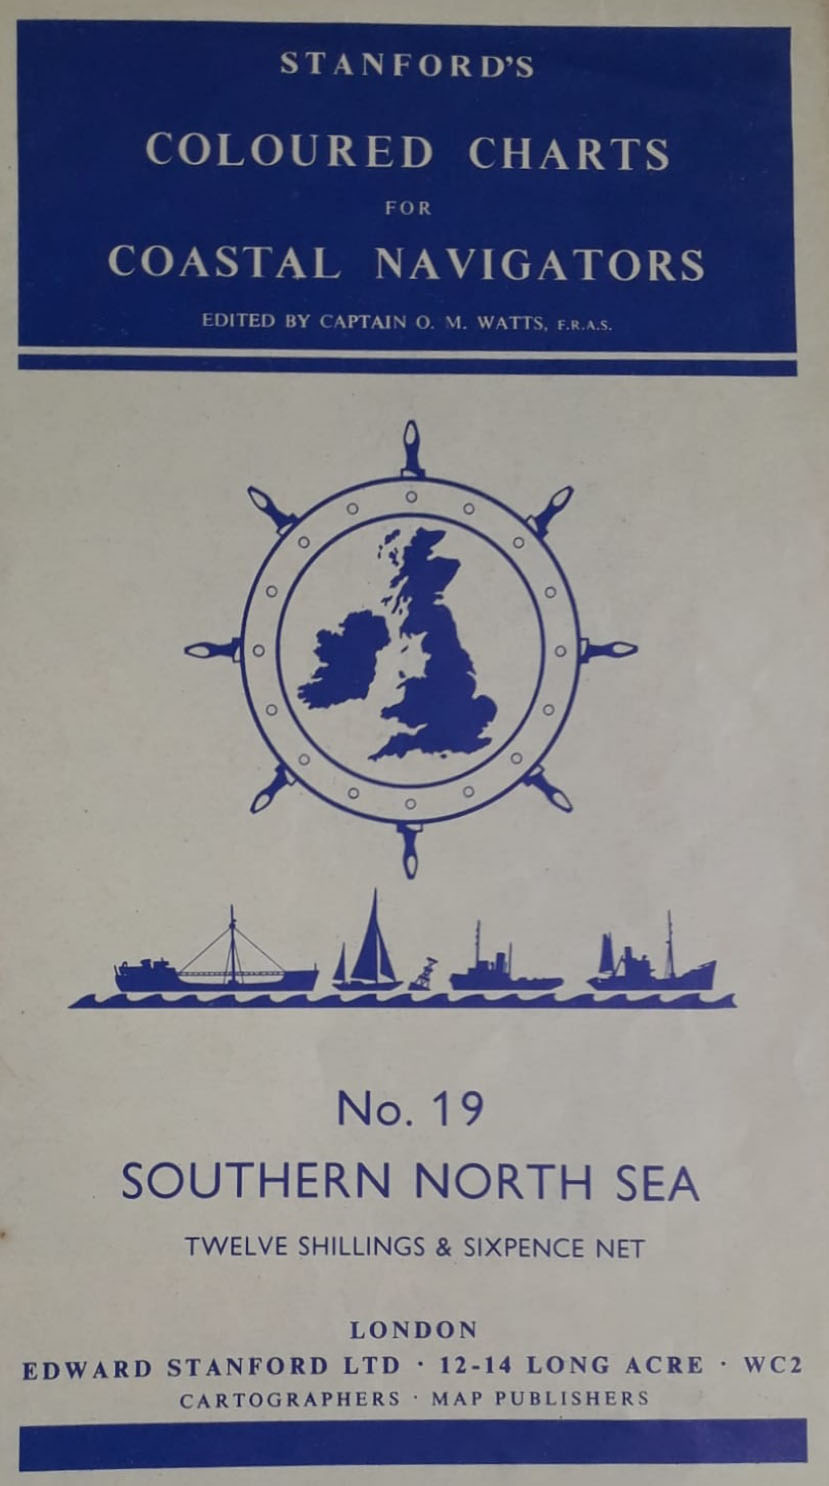 STANFORD'S
COLOURED CHARTS
FOR
COASTAL NAVIGATORS
EDITED BY CAPTAIN O. M. WATTS, F.R.A.S.
No. 19
SOUTHERN NORTH SEA
TWELVE SHILLINGS & SIXPENCE NET
LONDON
EDWARD STANFORD LTD · 12-14 LONG ACRE · WC2
CARTOGRAPHERS · MAP PUBLISHERS